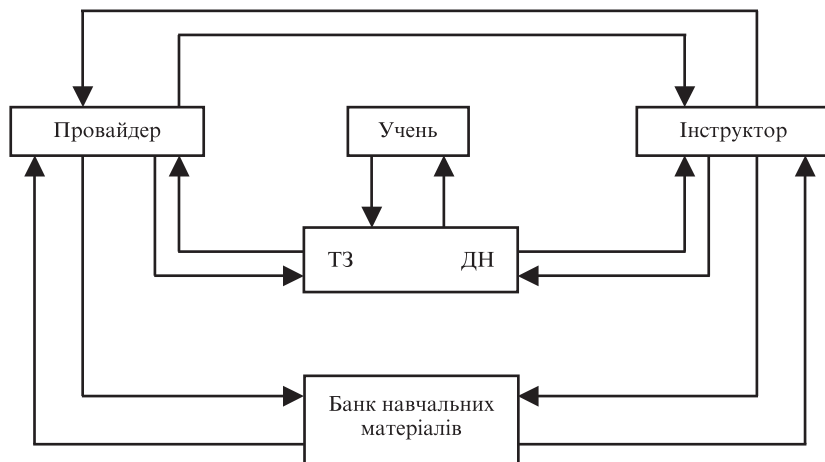 Провайдер
Учень
Інструктор
ТЗ ДН
Банк навчальних
матеріалів